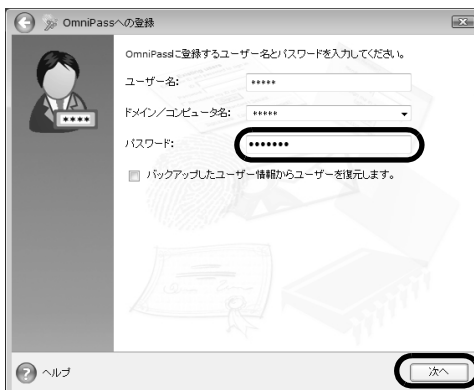 OmniPassへの登録
OmniPassに登録するユーザー名とパスワードを入力してください。
ユーザー名: *****
ドメイン/コンピュータ名: *****
パスワード: •••••••
バックアップしたユーザー情報からユーザーを復元します。
****
ヘルプ
次へ